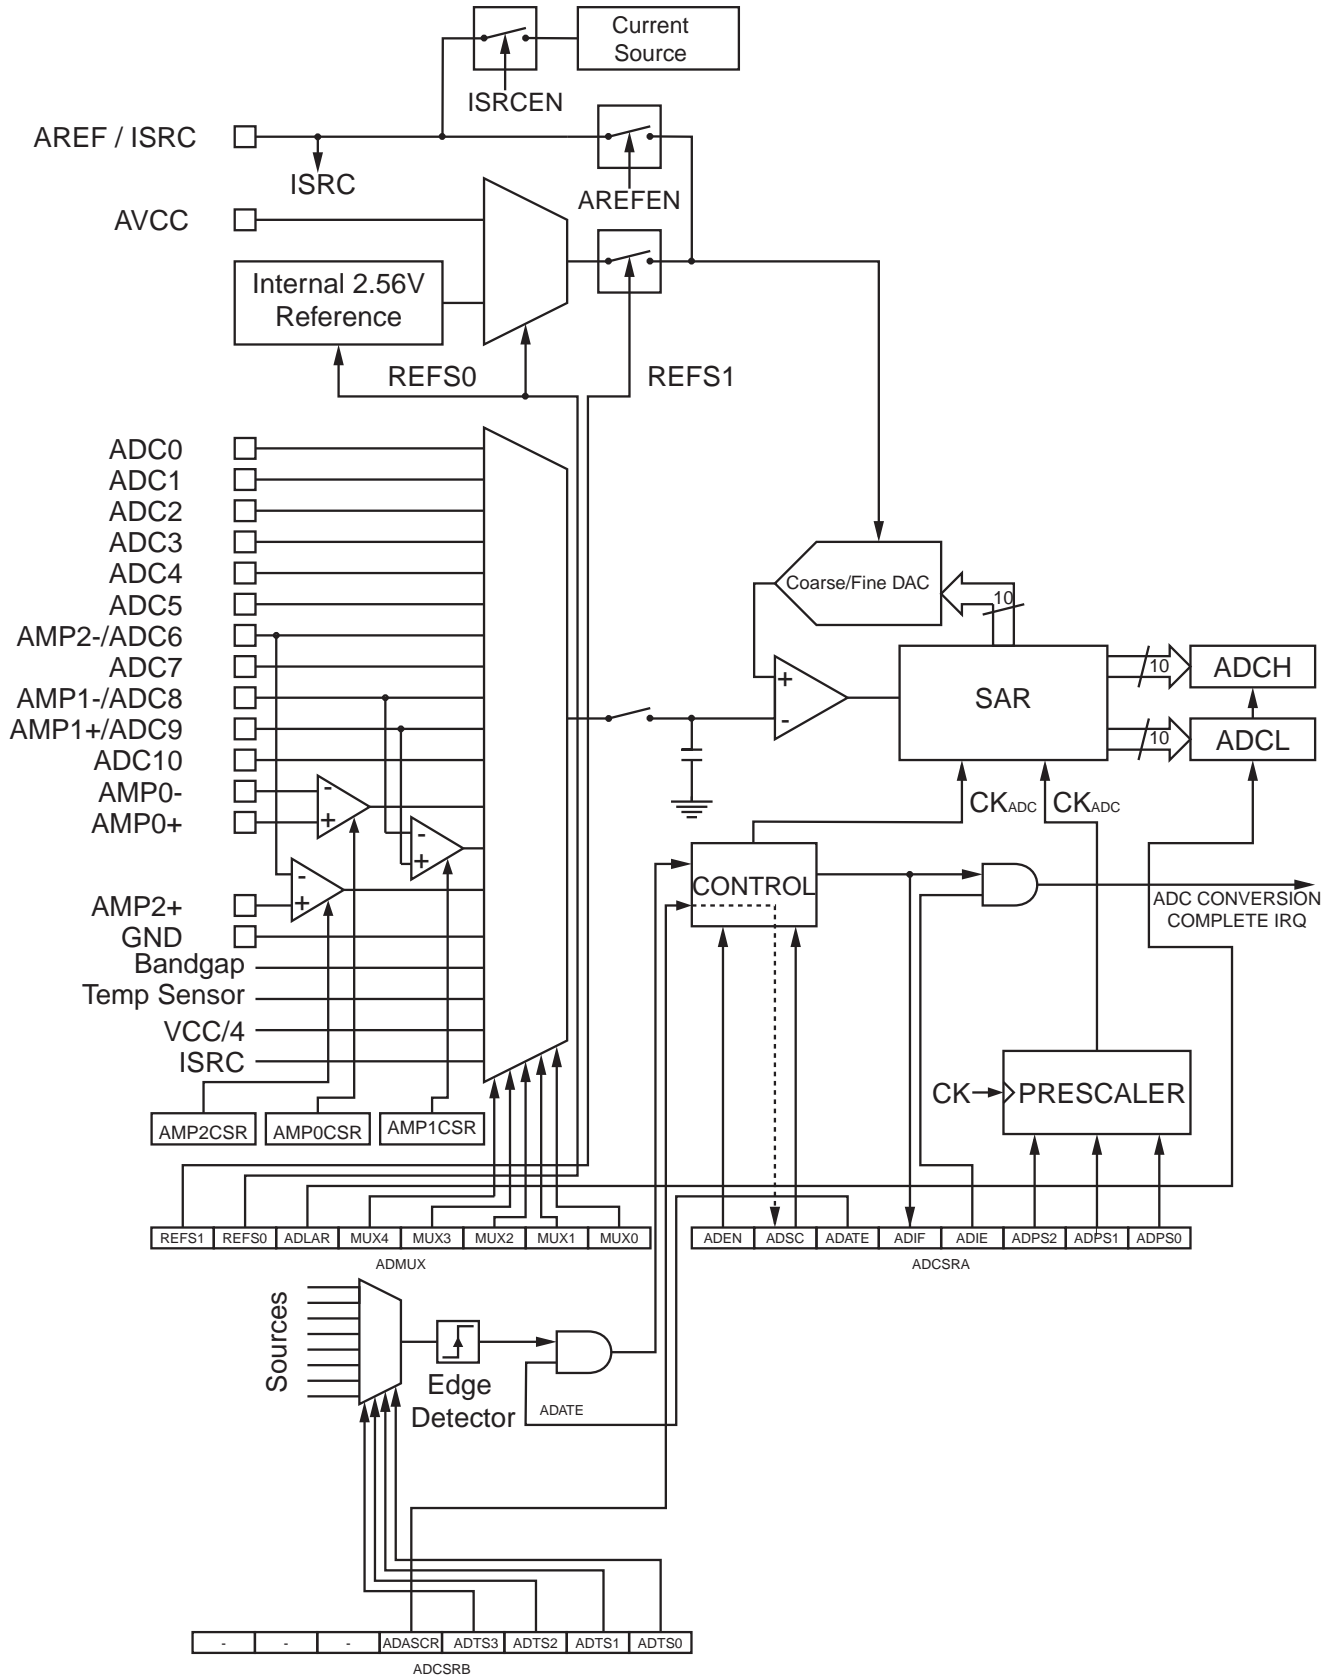 Current
Source
ISRCEN
AREF / ISRC
ISRC
AREFEN
AVCC
Internal 2.56V
Reference
REFS0
REFS1
ADC0
ADC1
ADC2
ADC3
ADC4
ADC5
AMP2-/ADC6
ADC7
AMP1-/ADC8
AMP1+/ADC9
ADC10
AMP0-
AMP0+
AMP2+
GND
Bandgap
Temp Sensor
VCC/4
ISRC
-
+
-
+
-
+
Coarse/Fine DAC
10
+
-
SAR
10
ADCH
10
ADCL
CKADC
CKADC
CONTROL
ADC CONVERSION
COMPLETE IRQ
CK
PRESCALER
AMP2CSR
AMP0CSR
AMP1CSR
REFS1 REFS0 ADLAR MUX4 MUX3 MUX2 MUX1 MUX0
ADMUX
ADEN ADSC ADATE ADIF ADIE ADPS2 ADPS1 ADPS0
ADCSRA
Sources
Edge
Detector
ADATE
- - - ADASCR ADTS3 ADTS2 ADTS1 ADTS0
ADCSRB